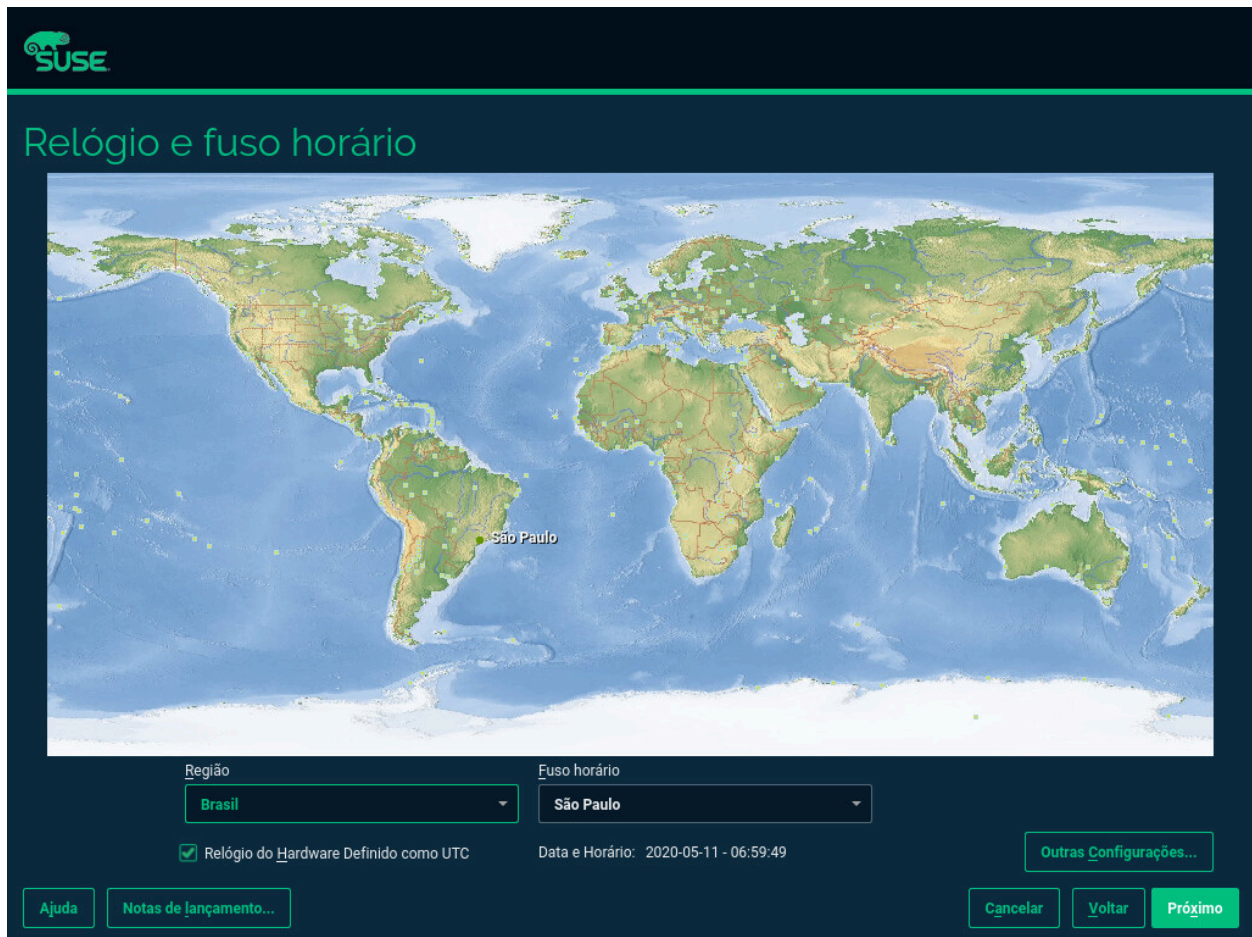 SUSE
Relógio e fuso horário
São Paulo
Região
Fuso horário
Brasil
São Paulo
Relógio do Hardware Definido como UTC
Data e Horário: 2020-05-11 - 06:59:49
Outras Configurações...
Ajuda
Notas de lançamento...
Cancelar
Voltar
Próximo